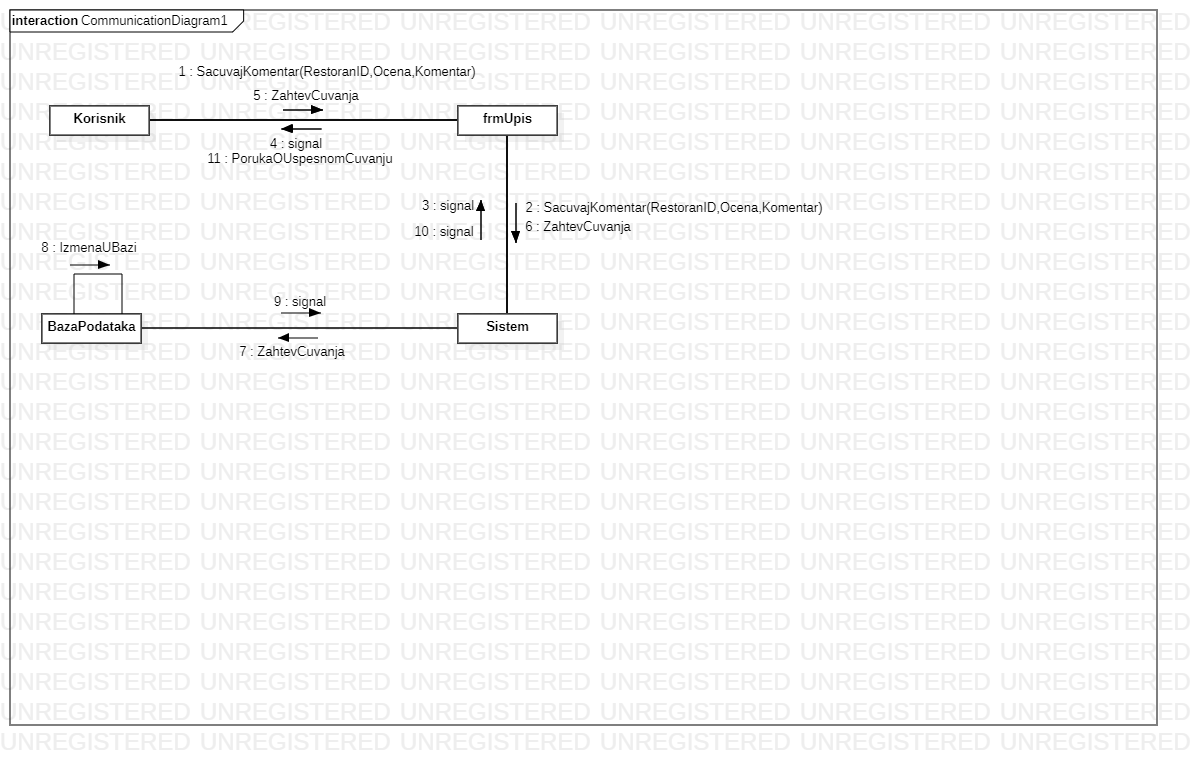 interaction CommunicationDiagram1
1 : SacuvajKomentar(RestoranID,Ocena,Komentar)
5 : ZahtevCuvanja
Korisnik
frmUpis
4 : signal
11 : PorukaOUspesnomCuvanju
3 : signal
2 : SacuvajKomentar(RestoranID,Ocena,Komentar)
10 : signal
6 : ZahtevCuvanja
8 : IzmenaUBazi
9 : signal
BazaPodataka
Sistem
7 : ZahtevCuvanja
UNREGISTERED